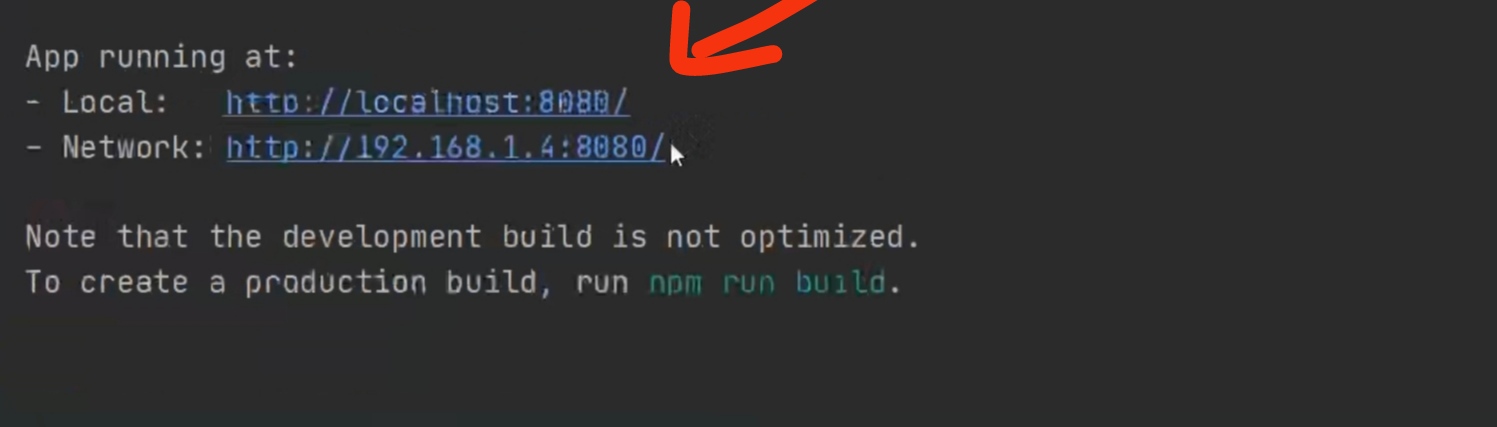 App running at:
- Local:   http://localhost:8080/
- Network: http://192.168.1.4:8080/
Note that the development build is not optimized.
To create a production build, run npm run build.